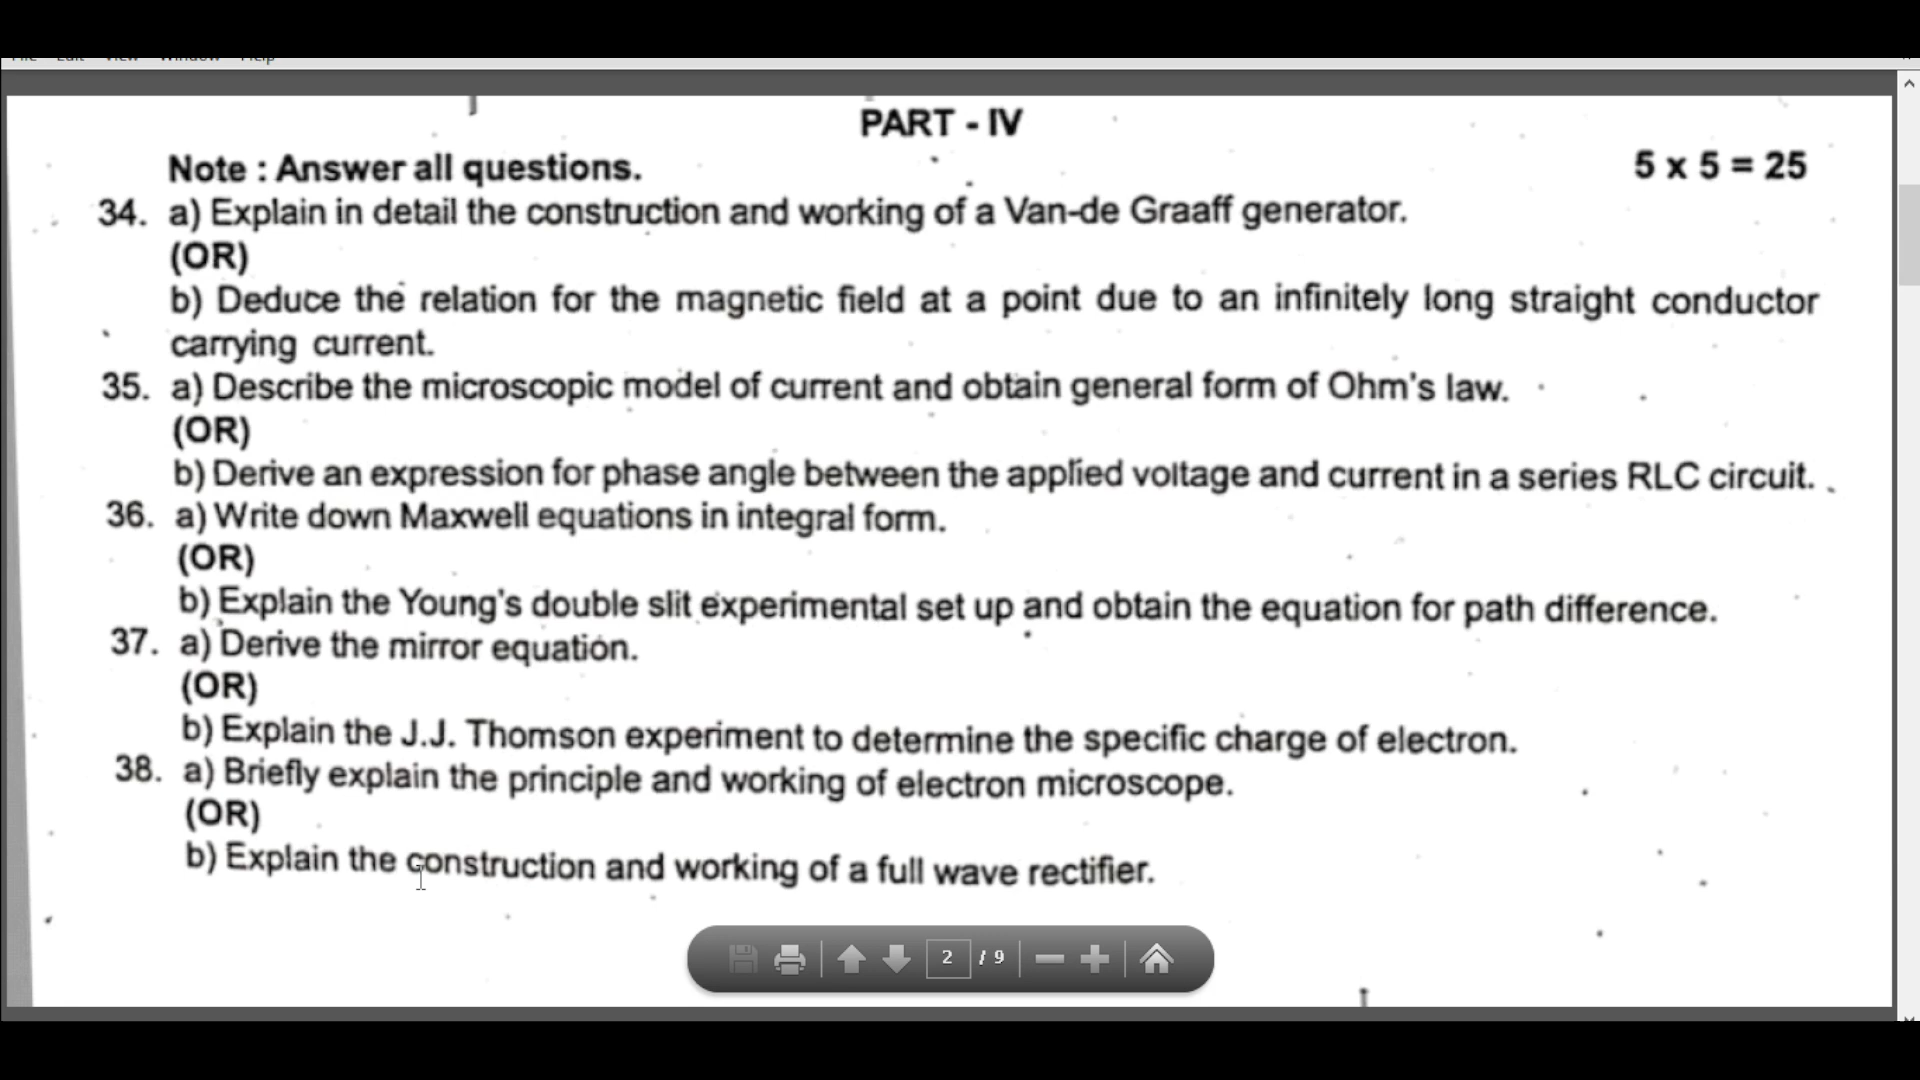 File Edit View Window Help
PART - IV
Note : Answer all questions. 5 x 5 = 25
34. a) Explain in detail the construction and working of a Van-de Graaff generator.
(OR)
b) Deduce the relation for the magnetic field at a point due to an infinitely long straight conductor
carrying current.
35. a) Describe the microscopic model of current and obtain general form of Ohm's law.
(OR)
b) Derive an expression for phase angle between the applied voltage and current in a series RLC circuit.
36. a) Write down Maxwell equations in integral form.
(OR)
b) Explain the Young's double slit experimental set up and obtain the equation for path difference.
37. a) Derive the mirror equation.
(OR)
b) Explain the J.J. Thomson experiment to determine the specific charge of electron.
38. a) Briefly explain the principle and working of electron microscope.
(OR)
b) Explain the construction and working of a full wave rectifier.
2 / 9